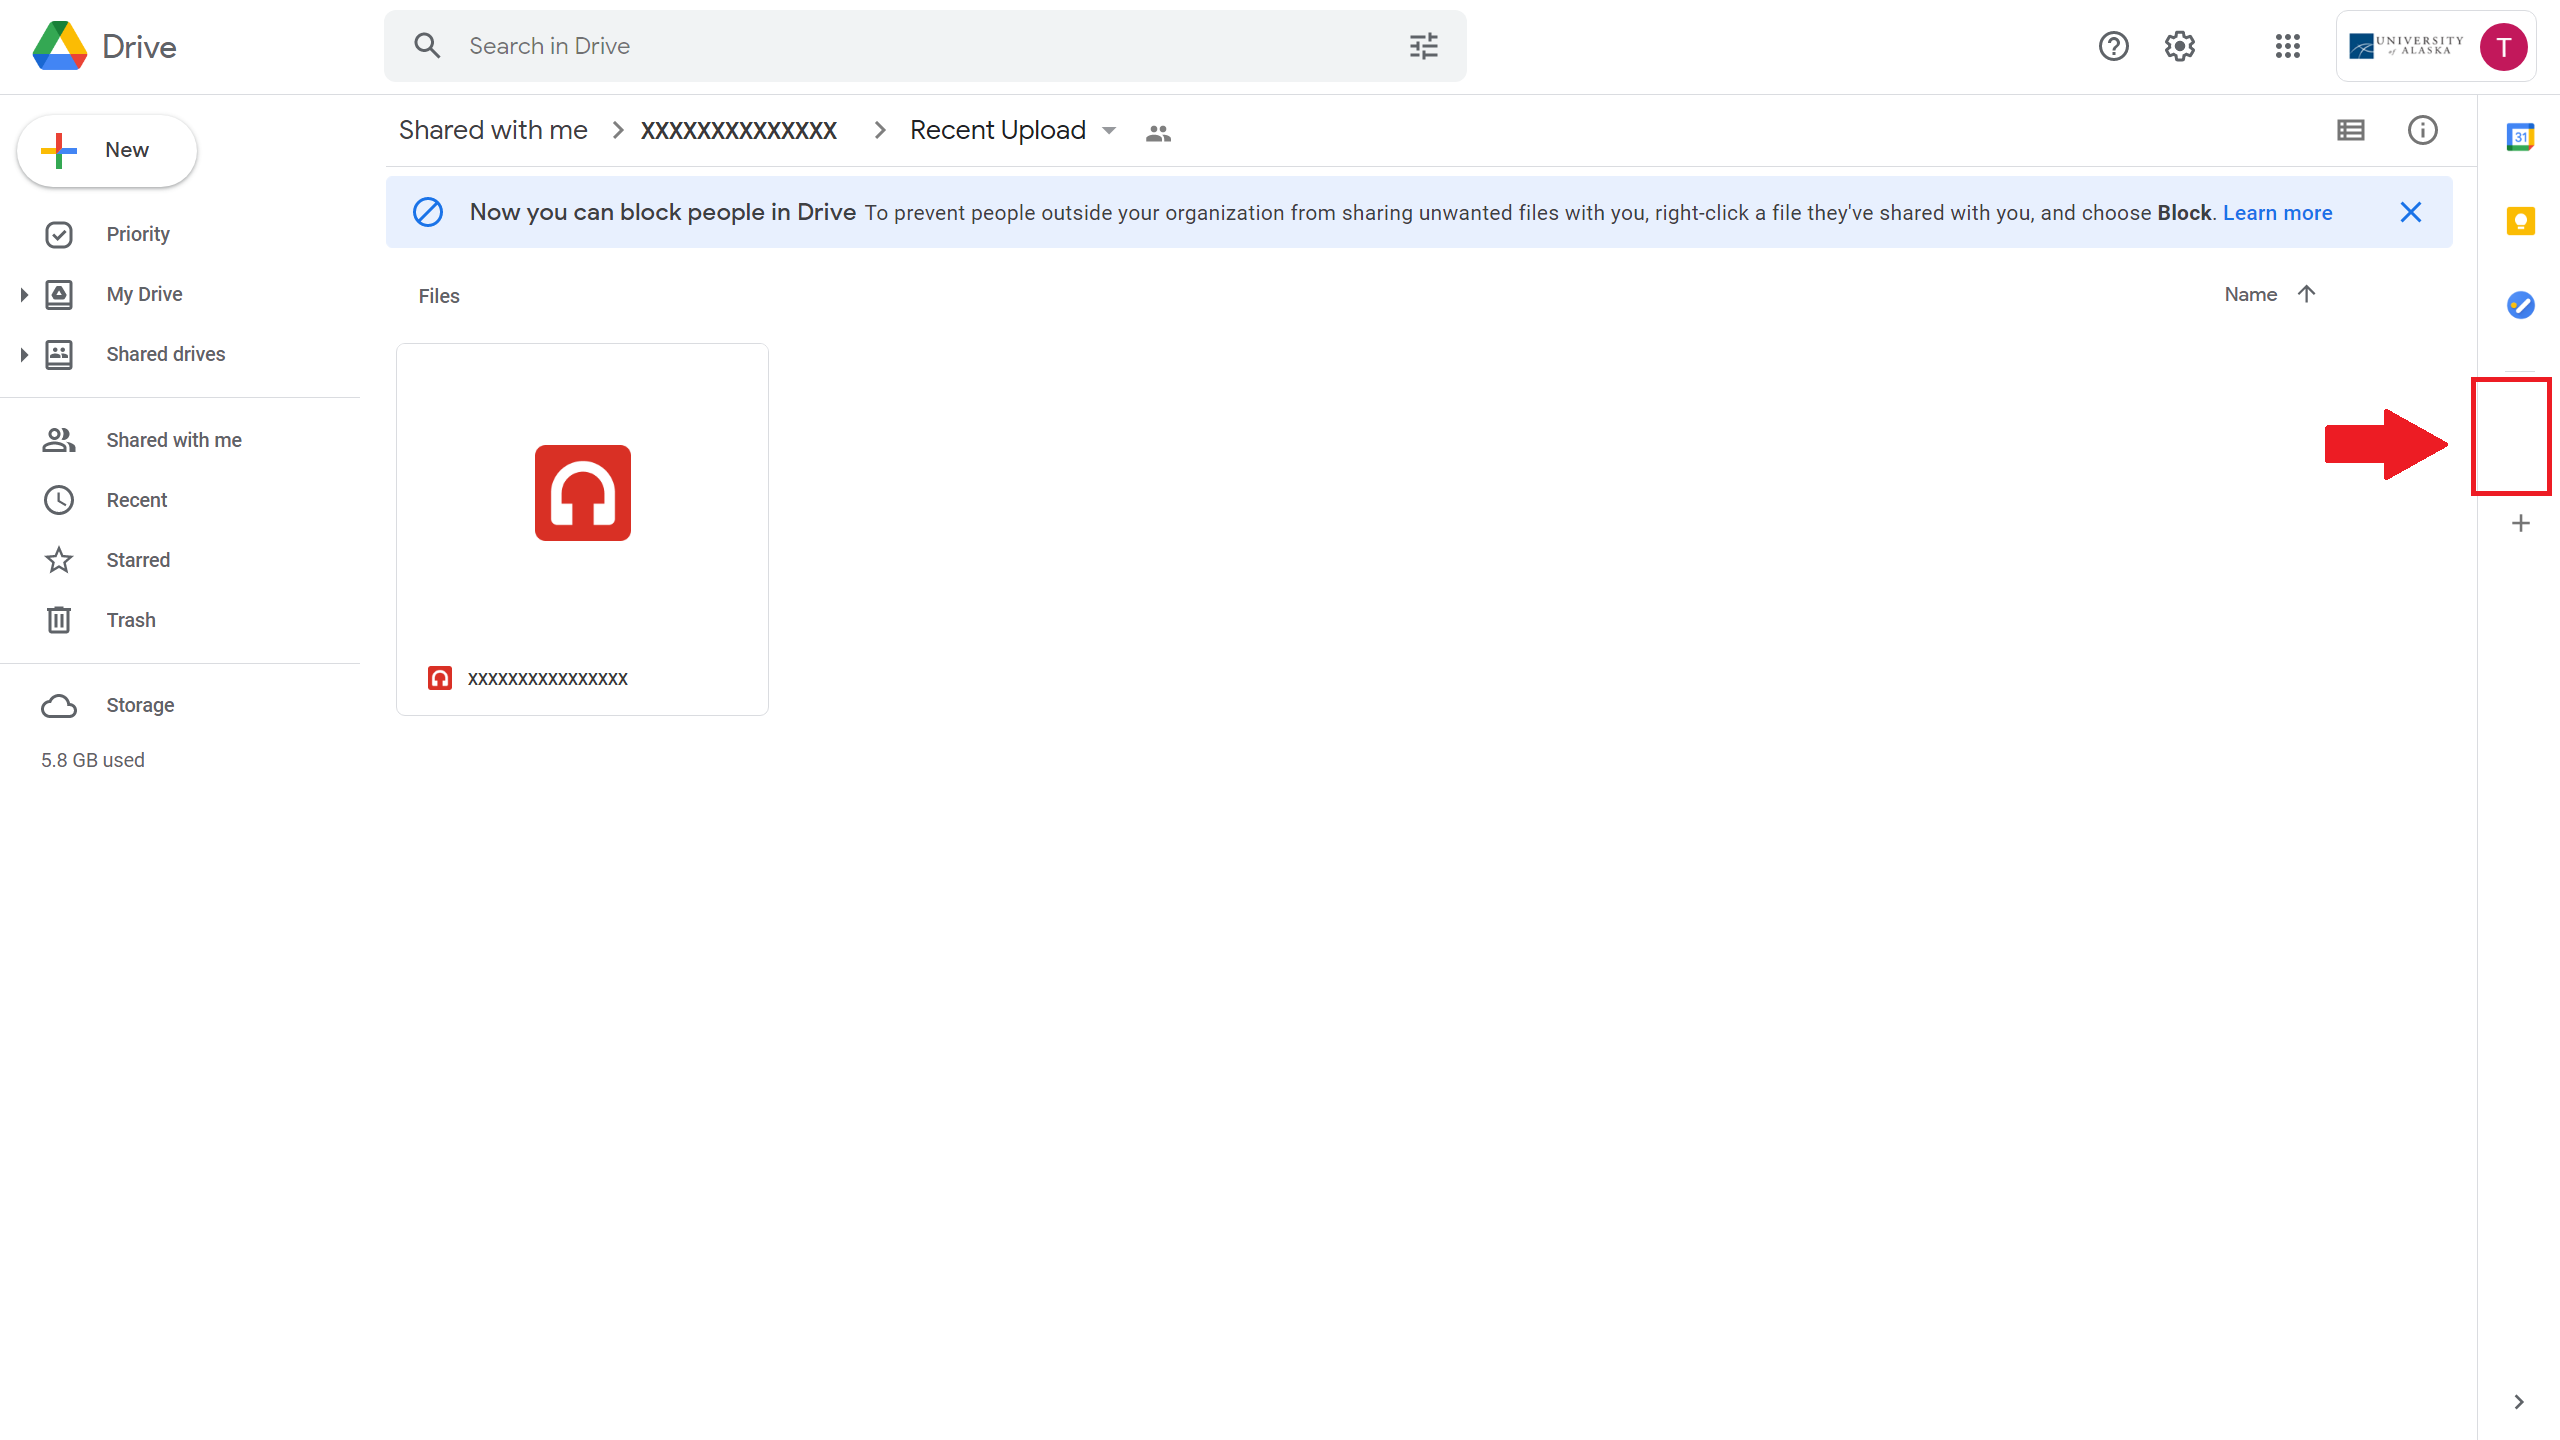 Drive
Search in Drive
UNIVERSITY
of ALASKA
T
New
Shared with me
XXXXXXXXXXXXXX
Recent Upload
31
Now you can block people in Drive To prevent people outside your organization from sharing unwanted files with you, right-click a file they've shared with you, and choose Block. Learn more
Priority
My Drive
Shared drives
Files
Name
Shared with me
Recent
Starred
Trash
XXXXXXXXXXXXXXXX
Storage
5.8 GB used